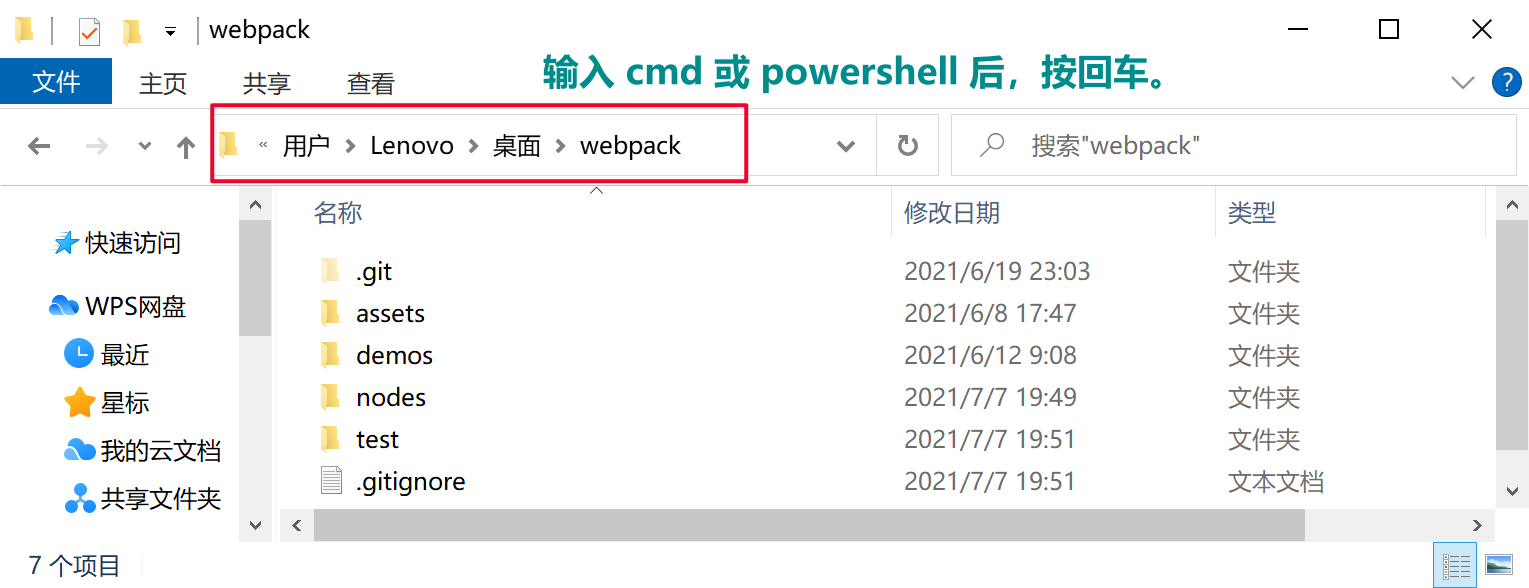 webpack
输入 cmd 或 powershell 后，按回车。
文件 主页 共享 查看
« 用户 > Lenovo > 桌面 > webpack
搜索"webpack"
快速访问
WPS网盘
最近
星标
我的云文档
共享文件夹
名称 修改日期 类型
.git 2021/6/19 23:03 文件夹
assets 2021/6/8 17:47 文件夹
demos 2021/6/12 9:08 文件夹
nodes 2021/7/7 19:49 文件夹
test 2021/7/7 19:51 文件夹
.gitignore 2021/7/7 19:51 文本文档
7 个项目